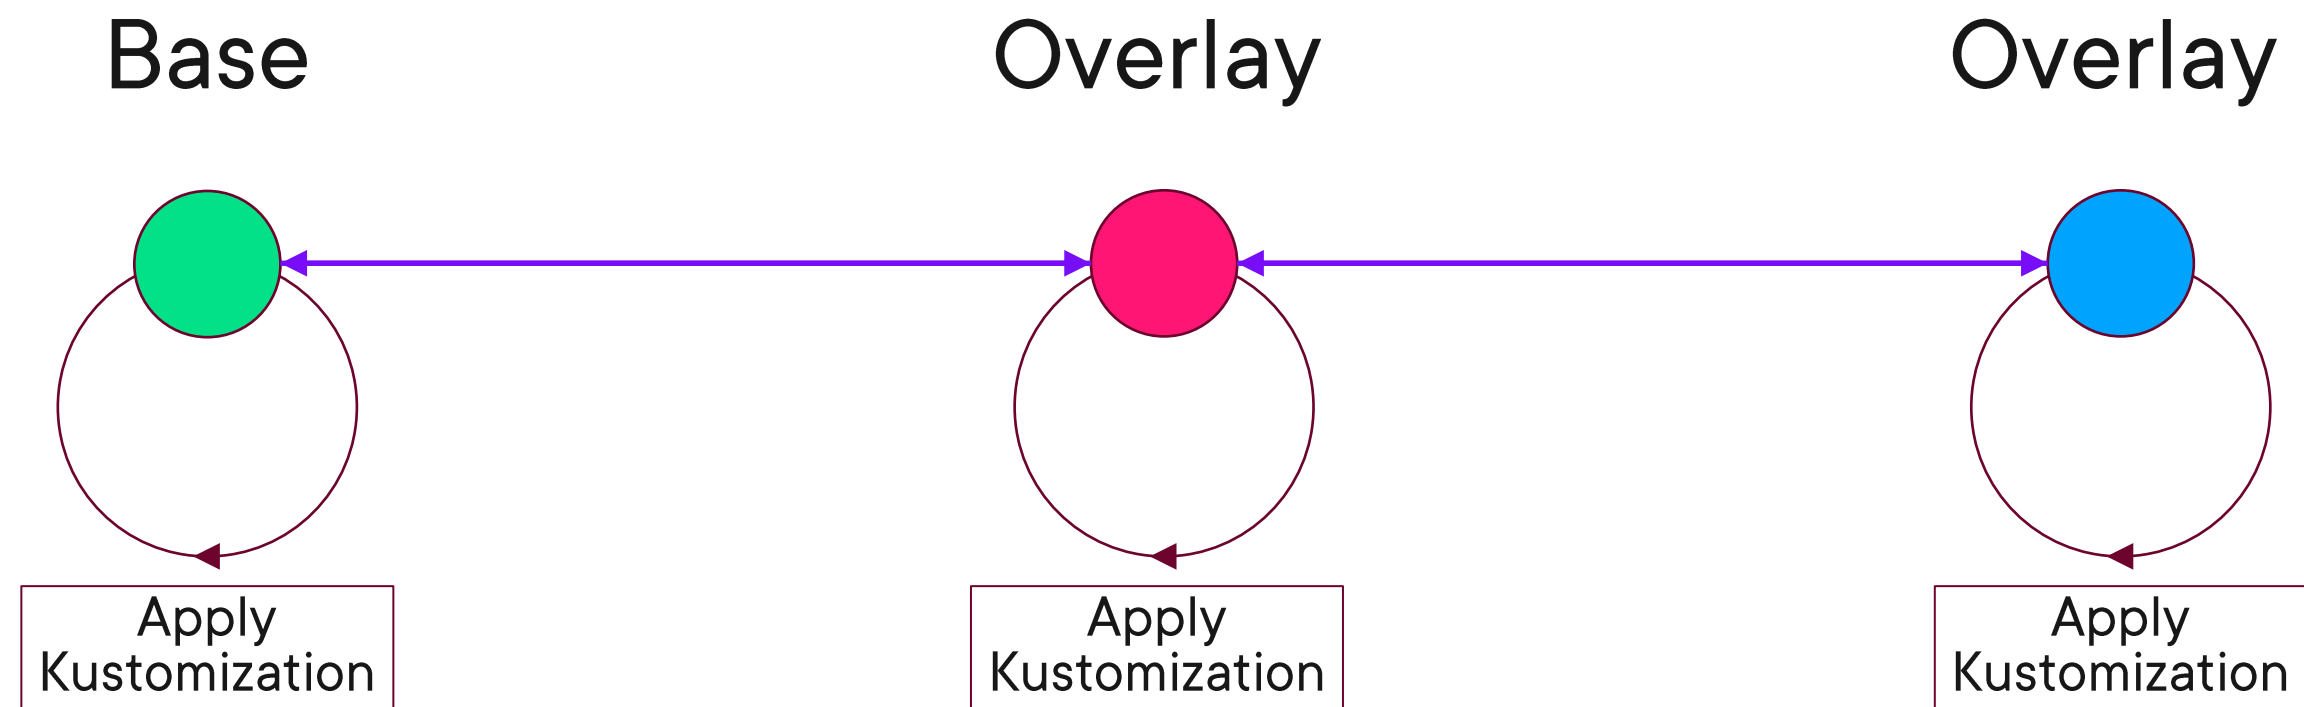 Base
Overlay
Overlay
Apply
Kustomization
Apply
Kustomization
Apply
Kustomization